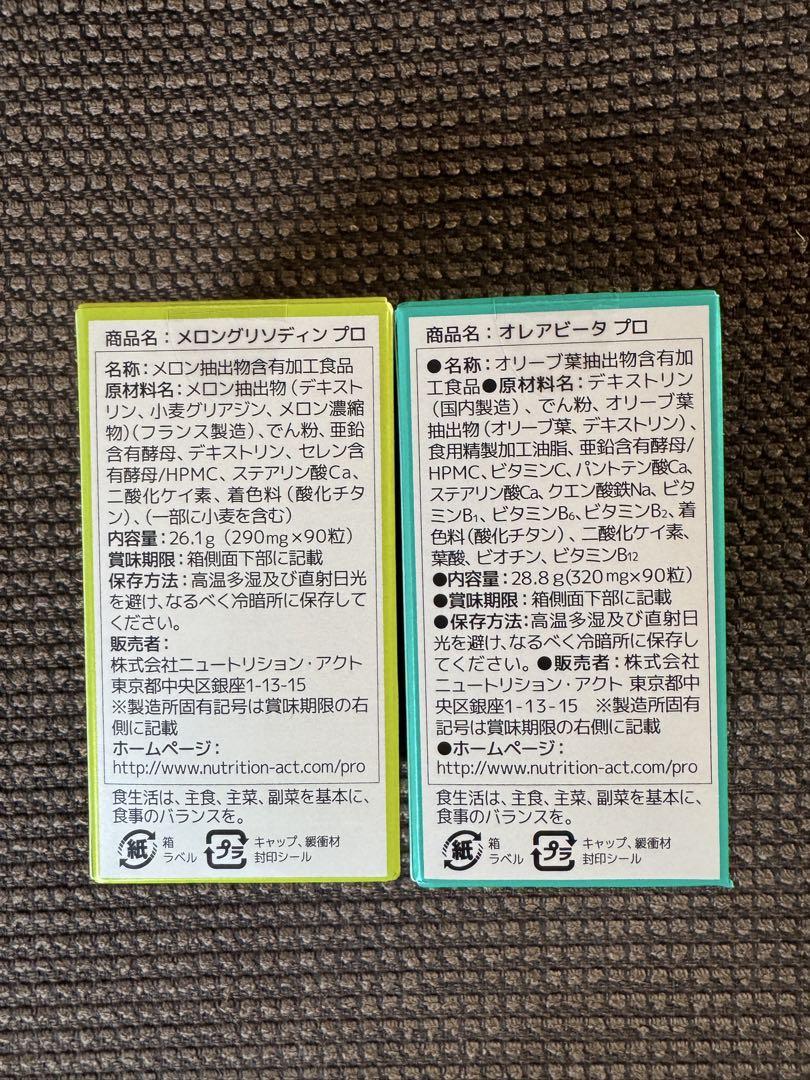 商品名：メロングリソディン プロ
名称：メロン抽出物含有加工食品
原材料名：メロン抽出物（デキスト
リン、小麦グリアジン、メロン濃縮
物）（フランス製造）、でん粉、亜鉛
含有酵母、デキストリン、セレン含
有酵母/HPMC、ステアリン酸Ca、
二酸化ケイ素、着色料（酸化チタ
ン）、（一部に小麦を含む）
内容量：26.1g（290mg×90粒）
賞味期限：箱側面下部に記載
保存方法：高温多湿及び直射日光
を避け、なるべく冷暗所に保存して
ください。
販売者：
株式会社ニュートリション・アクト
東京都中央区銀座1-13-15
※製造所固有記号は賞味期限の右
側に記載
ホームページ：
http://www.nutrition-act.com/pro
食生活は、主食、主菜、副菜を基本に、
食事のバランスを。
紙 箱
ラベル
プラ キャップ、緩衝材
封印シール
商品名：オレアビータ プロ
●名称：オリーブ葉抽出物含有加
工食品●原材料名：デキストリン
（国内製造）、でん粉、オリーブ葉
抽出物（オリーブ葉、デキストリン）、
食用精製加工油脂、亜鉛含有酵母/
HPMC、ビタミンC、パントテン酸Ca、
ステアリン酸Ca、クエン酸鉄Na、ビタ
ミンB1、ビタミンB6、ビタミンB2、着
色料（酸化チタン）、二酸化ケイ素、
葉酸、ビオチン、ビタミンB12
●内容量：28.8g（320mg×90粒）
●賞味期限：箱側面下部に記載
●保存方法：高温多湿及び直射日
光を避け、なるべく冷暗所に保存し
てください。●販売者：株式会社
ニュートリション・アクト 東京都中
央区銀座1-13-15 ※製造所固有
記号は賞味期限の右側に記載
●ホームページ：
http://www.nutrition-act.com/pro
食生活は、主食、主菜、副菜を基本に、
食事のバランスを。
紙 箱
ラベル
プラ キャップ、緩衝材
封印シール